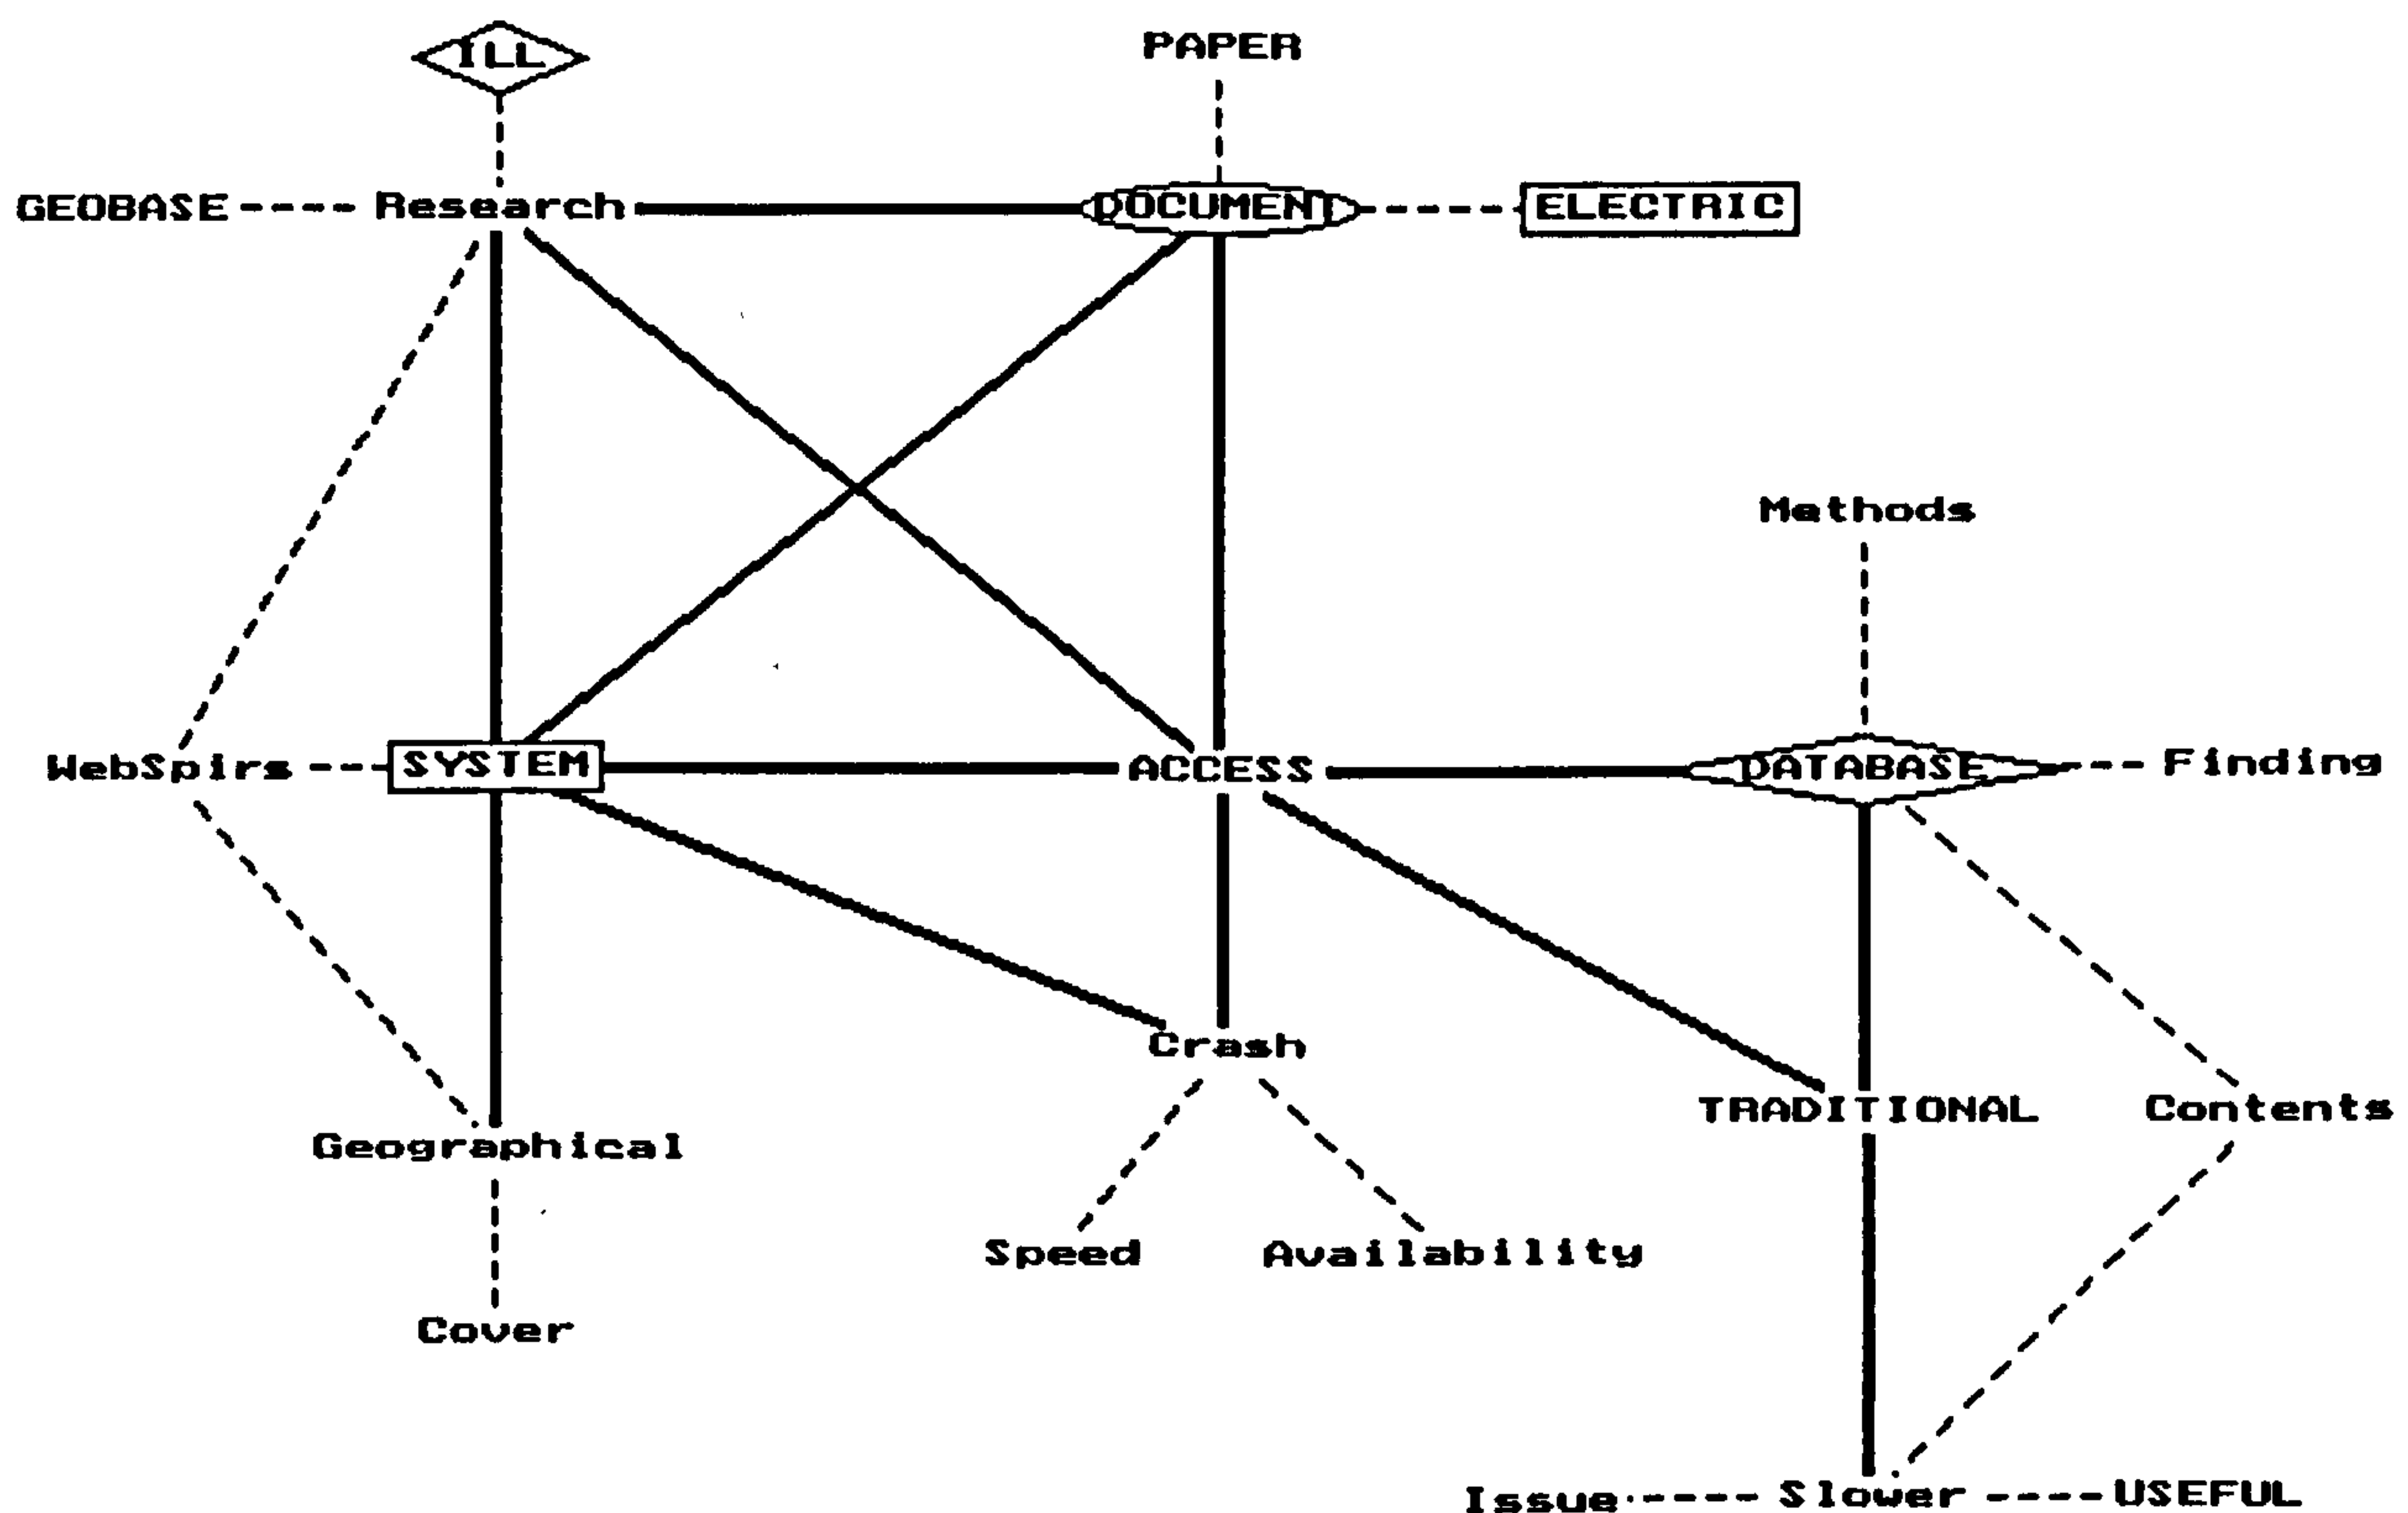 ILL
PAPER
GEOBASE Research DOCUMENT ELECTRIC
Methods
WebSpirs SYSTEM ACCESS DATABASE Finding
Crash
TRADITIONAL Contents
Geographical
Speed Availability
Cover
Issue Slower USEFUL